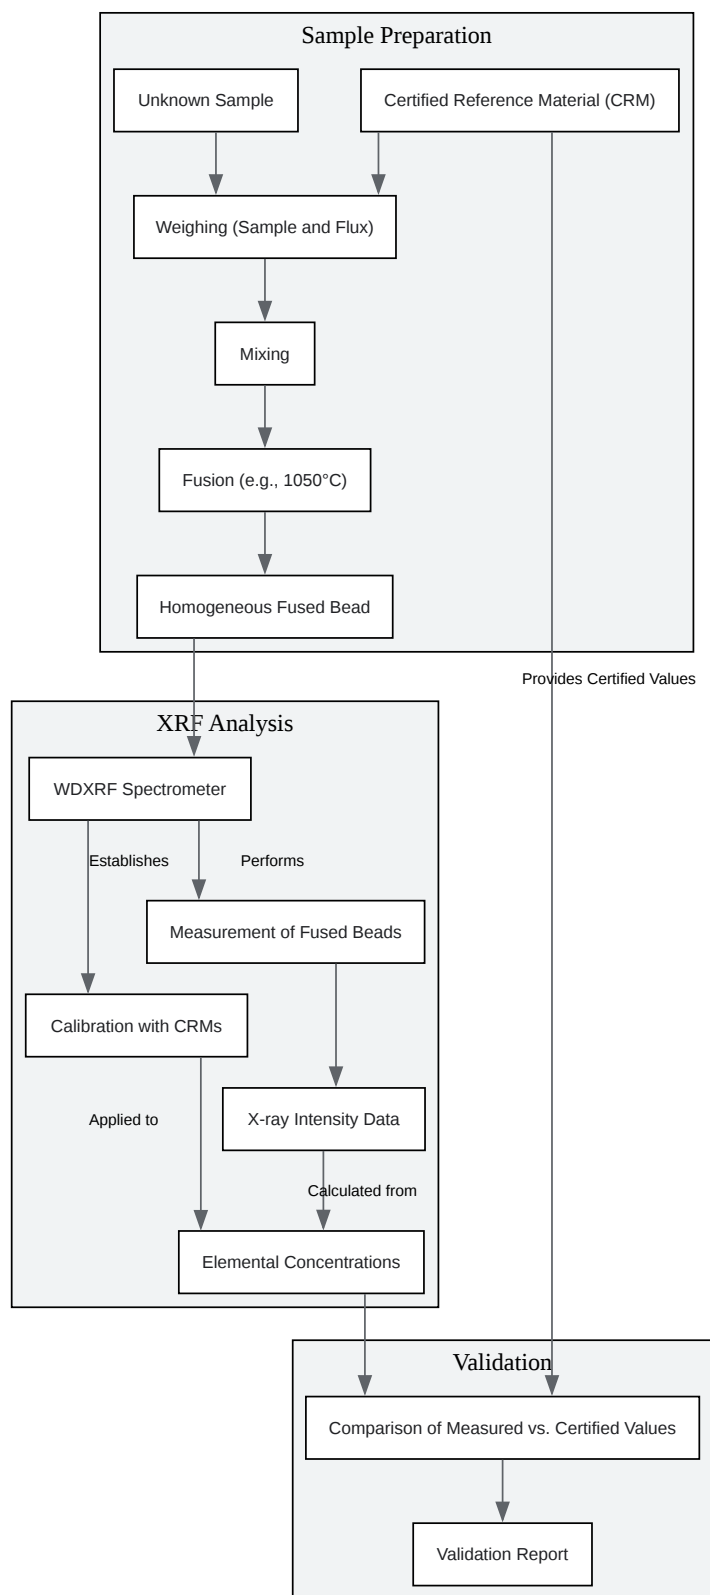 Sample Preparation
Unknown Sample
Certified Reference Material (CRM)
Weighing (Sample and Flux)
Mixing
Fusion (e.g., 1050°C)
Homogeneous Fused Bead
Provides Certified Values
XRF Analysis
WDXRF Spectrometer
Establishes
Performs
Measurement of Fused Beads
Calibration with CRMs
Applied to
X-ray Intensity Data
Calculated from
Elemental Concentrations
Validation
Comparison of Measured vs. Certified Values
Validation Report